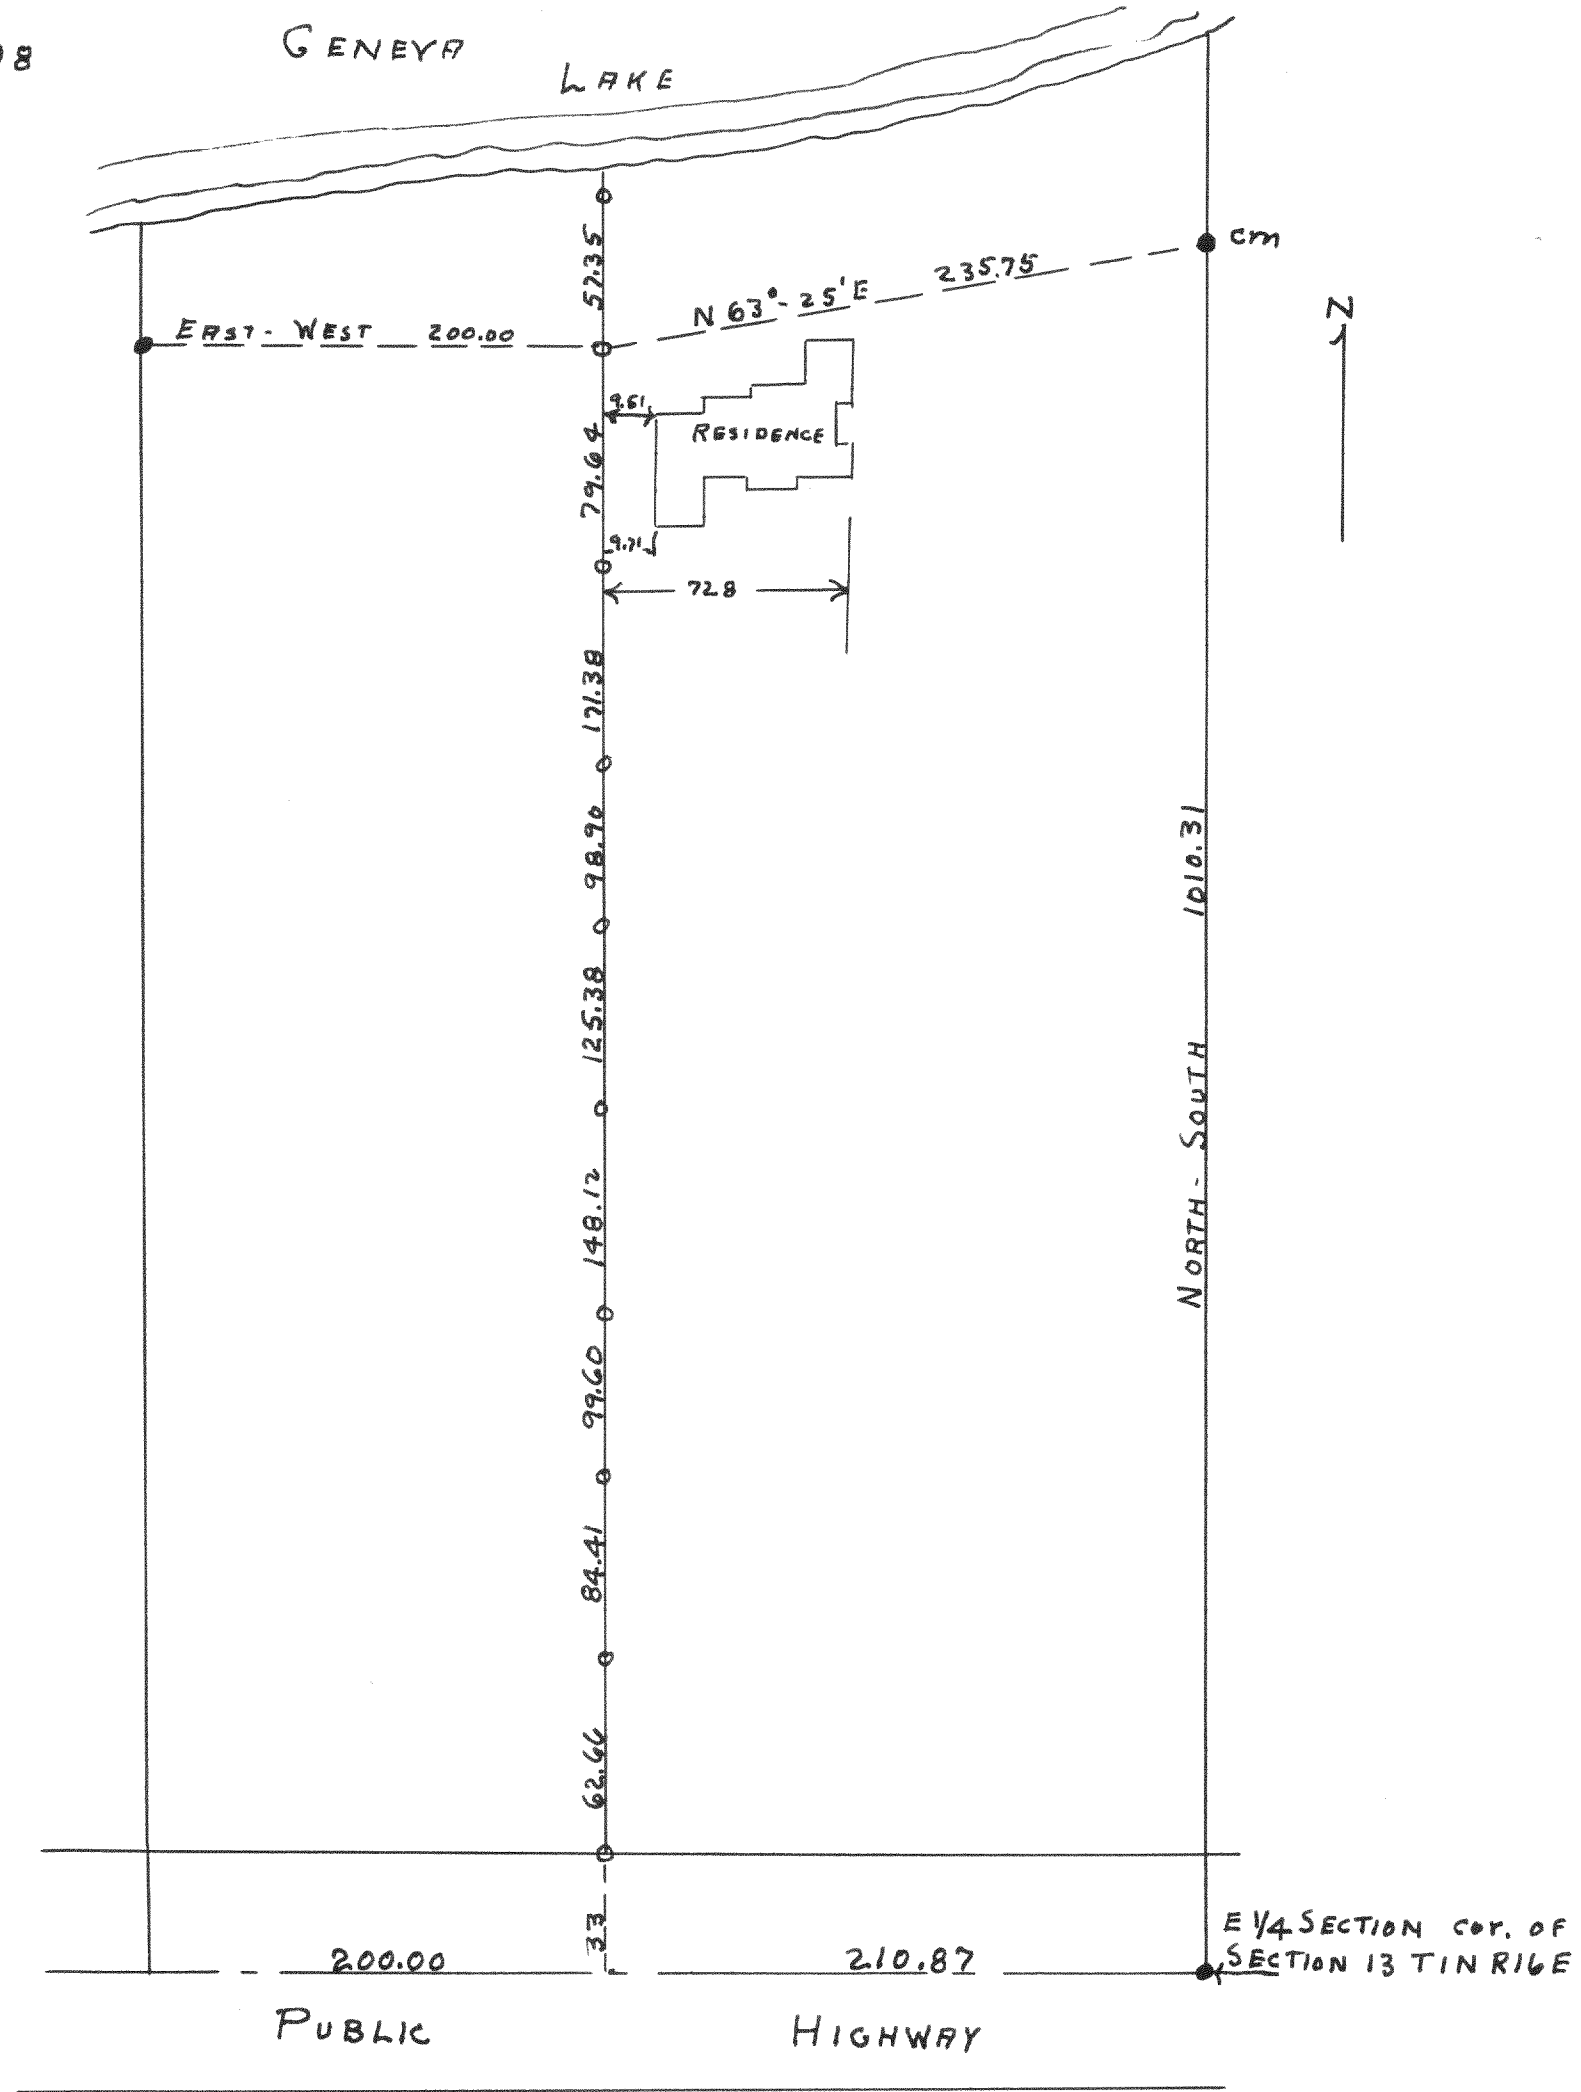 98
GENEVA
LAKE
57.35
cm
N 63°- 25' E 235.75
EAST - WEST 200.00
N
9.51
RESIDENCE
79.64
9.71
72.8
171.38
98.90
NORTH - SOUTH 1010.31
125.38
148.12
99.60
84.41
62.66
33
E 1/4 SECTION COr. OF
SECTION 13 T1N R16E
200.00
210.87
PUBLIC HIGHWAY